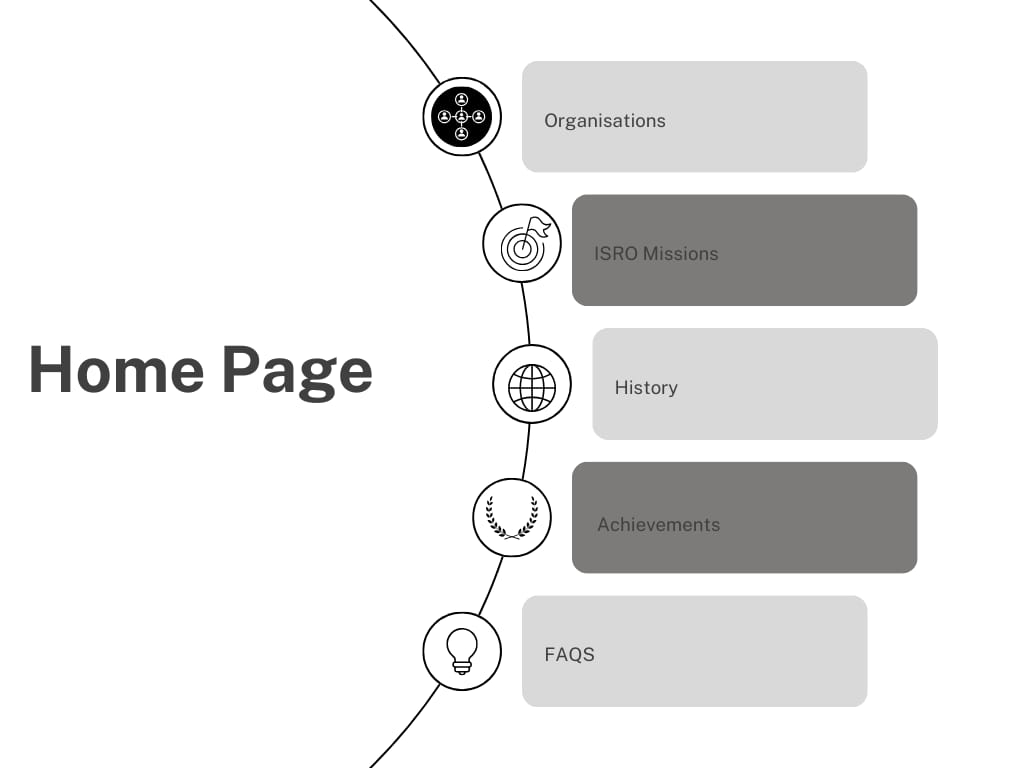 Organisations
ISRO Missions
Home Page
History
Achievements
FAQS